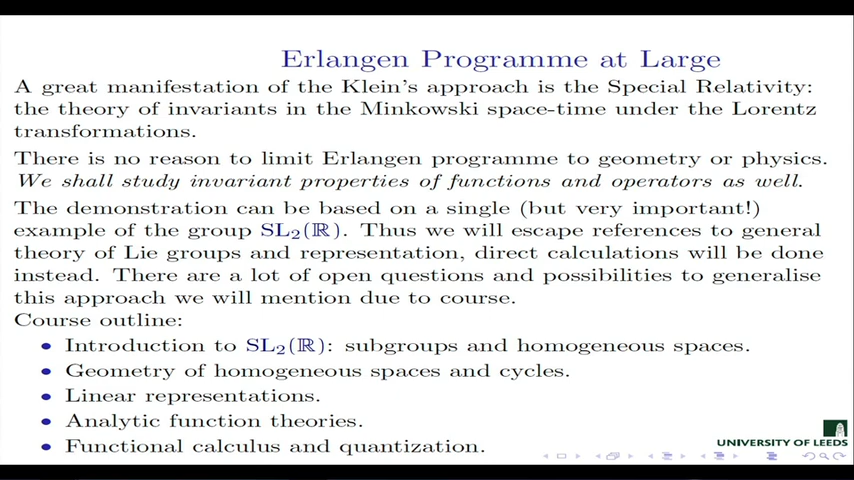 Erlangen Programme at Large
A great manifestation of the Klein's approach is the Special Relativity:
the theory of invariants in the Minkowski space-time under the Lorentz
transformations.
There is no reason to limit Erlangen programme to geometry or physics.
We shall study invariant properties of functions and operators as well.
The demonstration can be based on a single (but very important!)
example of the group SL₂(ℝ). Thus we will escape references to general
theory of Lie groups and representation, direct calculations will be done
instead. There are a lot of open questions and possibilities to generalise
this approach we will mention due to course.
Course outline:
• Introduction to SL₂(ℝ): subgroups and homogeneous spaces.
• Geometry of homogeneous spaces and cycles.
• Linear representations.
• Analytic function theories.
• Functional calculus and quantization.
UNIVERSITY OF LEEDS